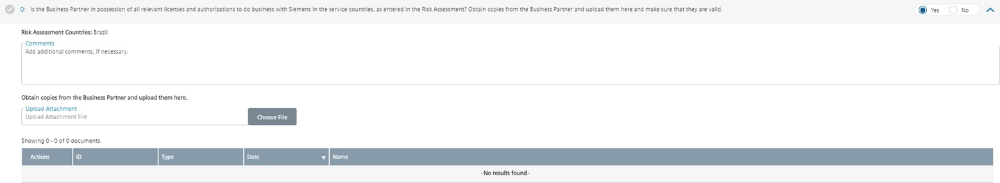 Q: Is the Business Partner in possession of all relevant licenses and authorizations to do business with Siemens in the service countries, as entered in the Risk Assessment? Obtain copies from the Business Partner and upload them here and make sure that they are valid. Yes No
Risk Assessment Countries: Brazil
Comments
Add additional comments, if necessary.
Obtain copies from the Business Partner and upload them here.
Upload Attachment
Upload Attachment File Choose File
Showing 0 - 0 of 0 documents
Actions ID Type Date Name
- No results found -